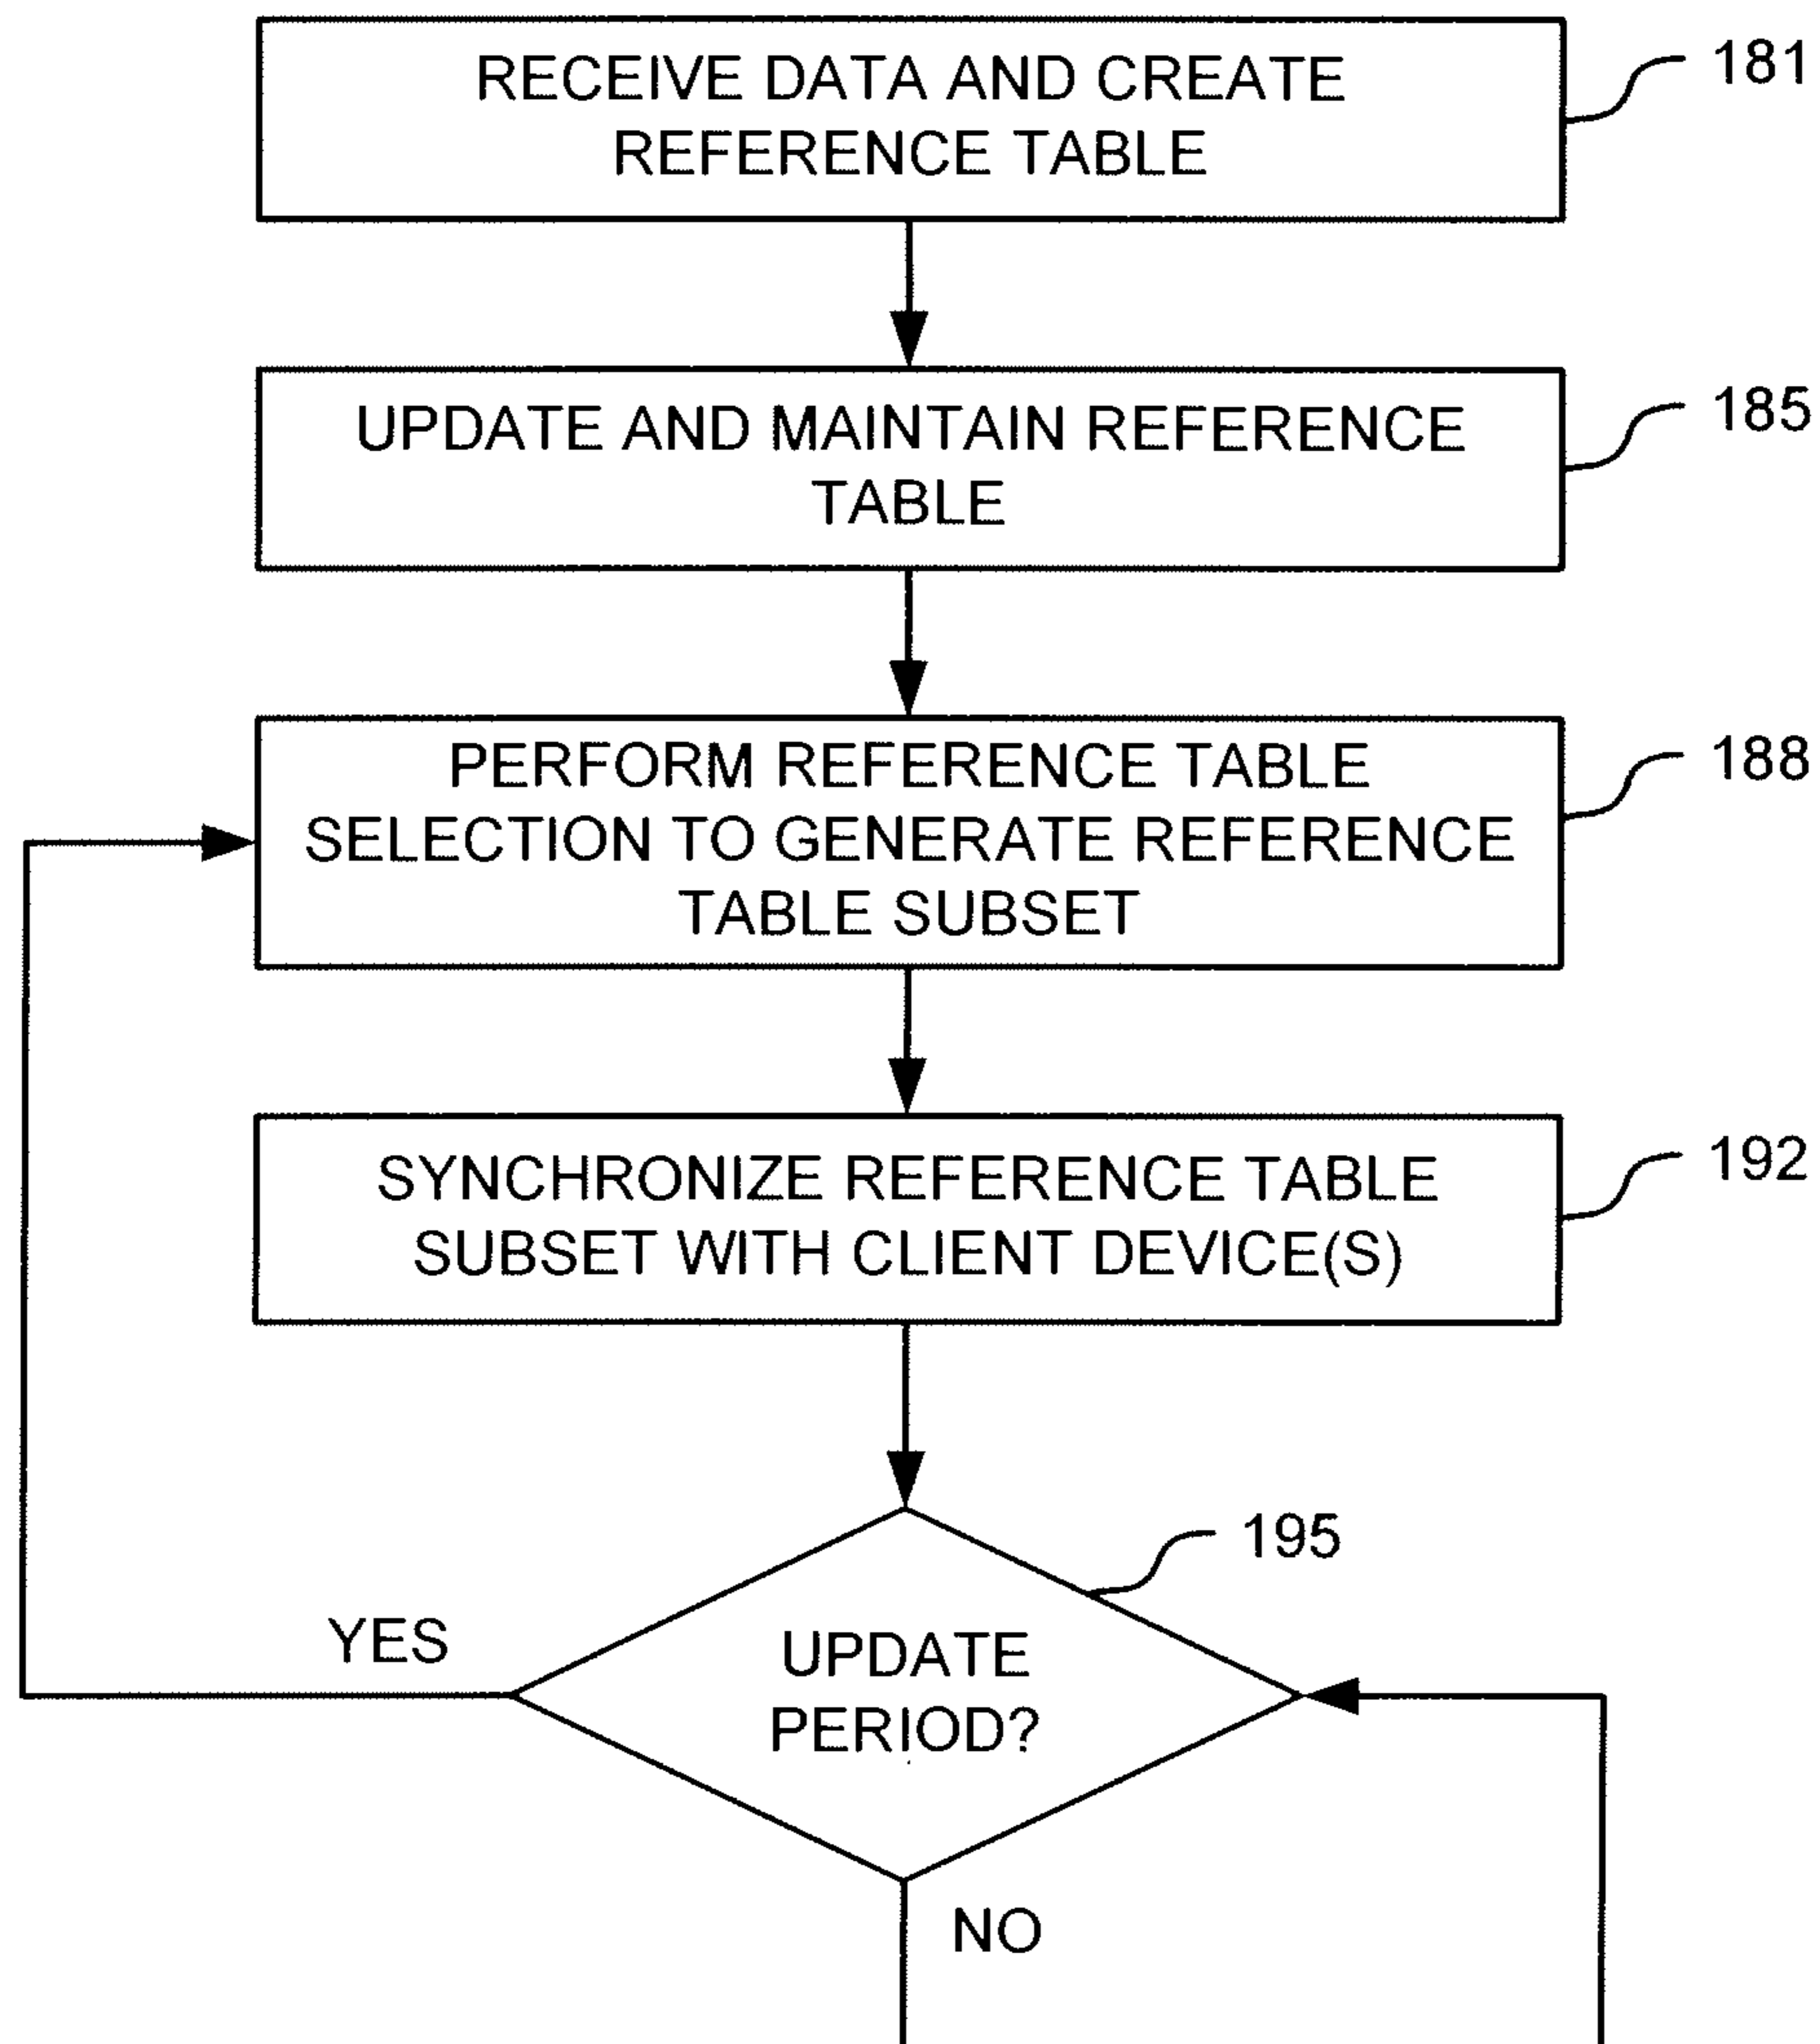 RECEIVE DATA AND CREATE
REFERENCE TABLE
181
UPDATE AND MAINTAIN REFERENCE
TABLE
185
PERFORM REFERENCE TABLE
SELECTION TO GENERATE REFERENCE
TABLE SUBSET
188
SYNCHRONIZE REFERENCE TABLE
SUBSET WITH CLIENT DEVICE(S)
192
195
YES
UPDATE
PERIOD?
NO